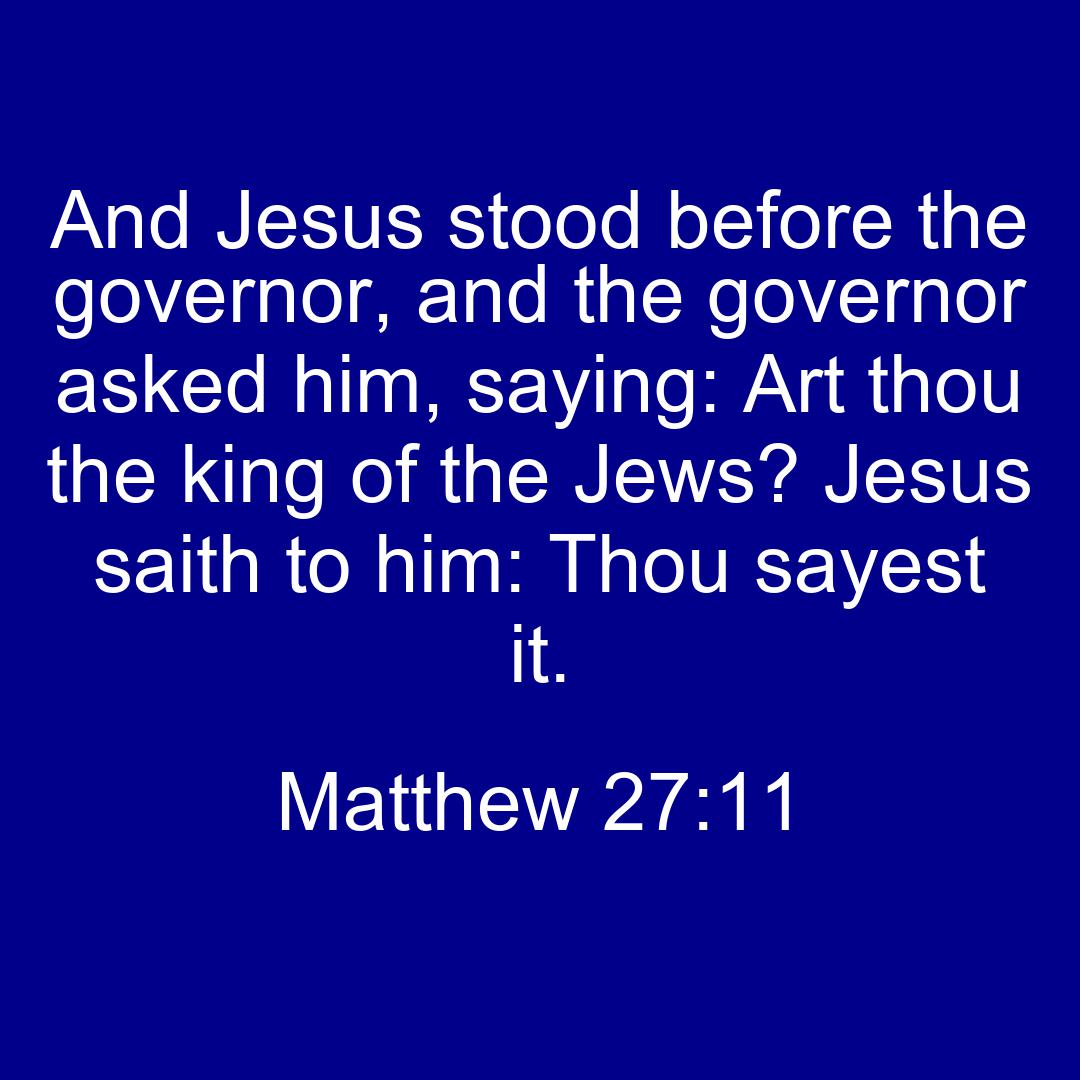 And Jesus stood before the
governor, and the governor
asked him, saying: Art thou
the king of the Jews? Jesus
saith to him: Thou sayest
it.
Matthew 27:11